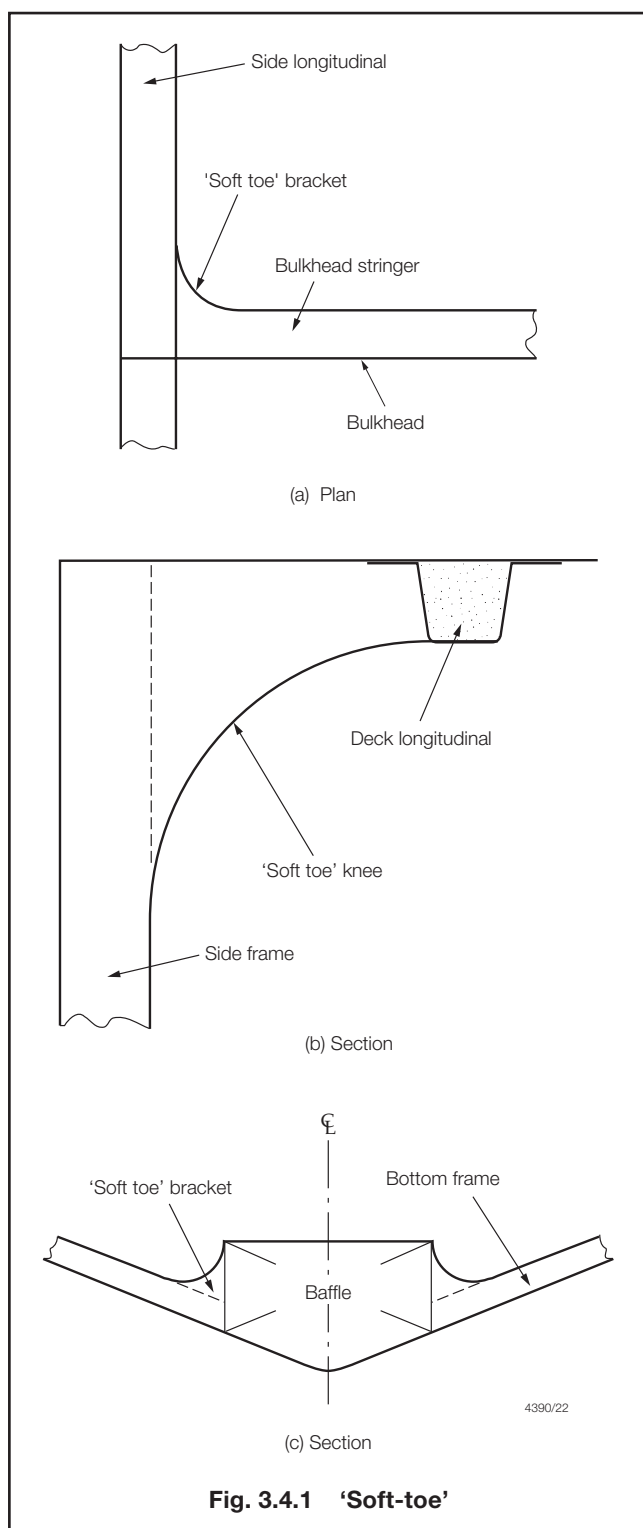 Side longitudinal
'Soft toe' bracket
Bulkhead stringer
Bulkhead
(a) Plan
Deck longitudinal
‘Soft toe’ knee
Side frame
(b) Section
℄
‘Soft toe’ bracket
Bottom frame
Baffle
4390/22
(c) Section
Fig. 3.4.1 ‘Soft-toe’